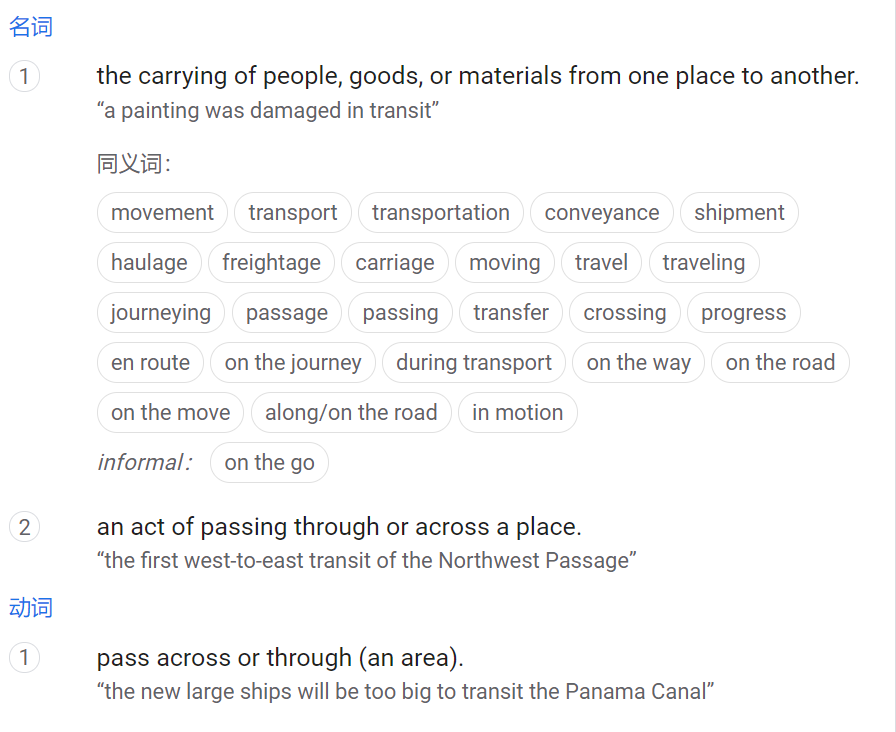 名词
1 the carrying of people, goods, or materials from one place to another.
“a painting was damaged in transit”
同义词：
movement transport transportation conveyance shipment
haulage freightage carriage moving travel traveling
journeying passage passing transfer crossing progress
en route on the journey during transport on the way on the road
on the move along/on the road in motion
informal： on the go
2 an act of passing through or across a place.
“the first west-to-east transit of the Northwest Passage”
动词
1 pass across or through (an area).
“the new large ships will be too big to transit the Panama Canal”